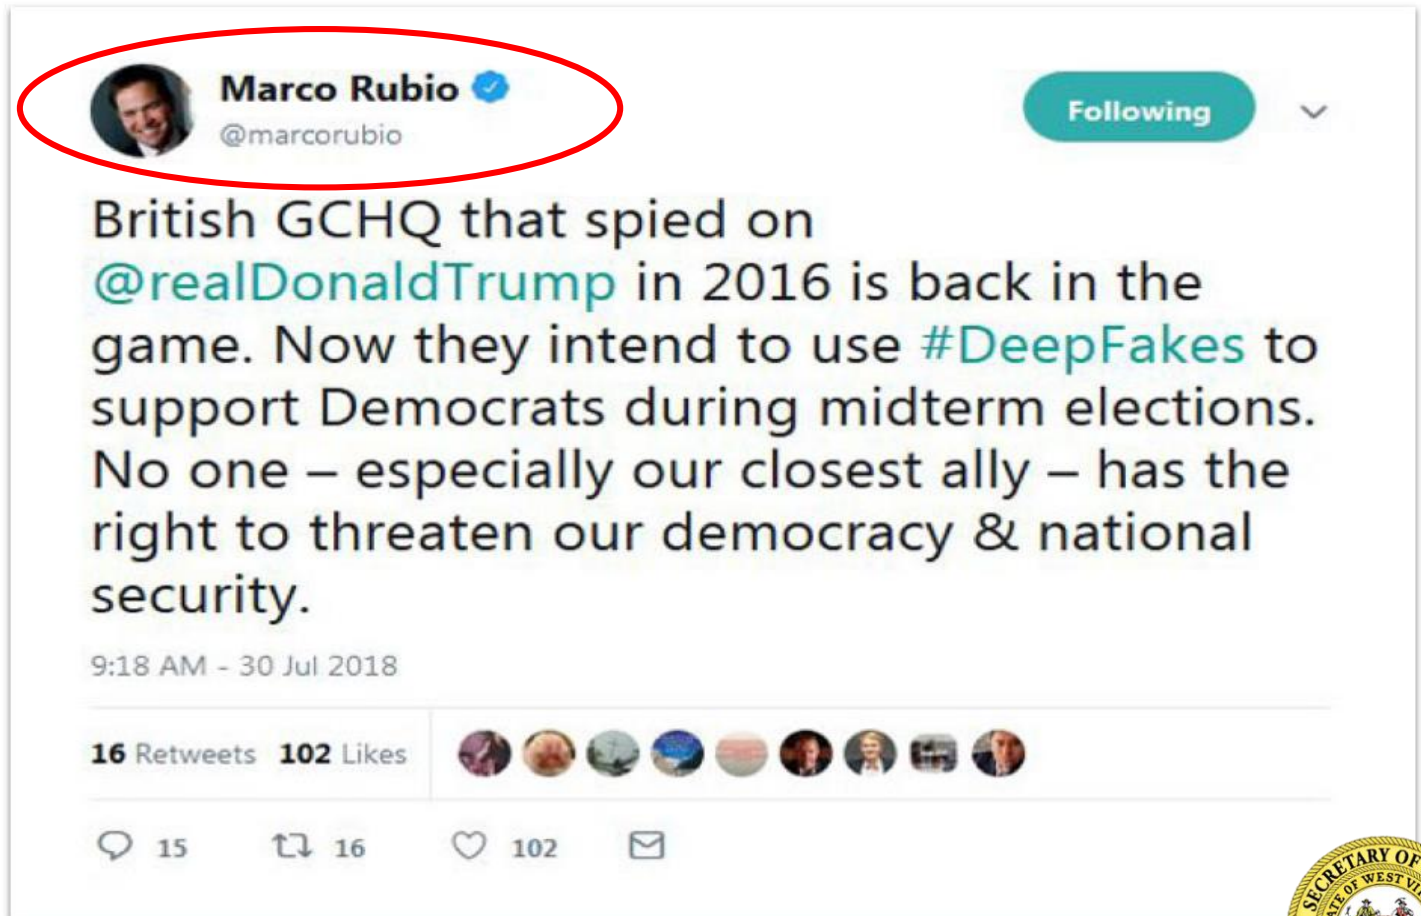 Marco Rubio
@marcorubio
Following
British GCHQ that spied on
@realDonaldTrump in 2016 is back in the
game. Now they intend to use #DeepFakes to
support Democrats during midterm elections.
No one – especially our closest ally – has the
right to threaten our democracy & national
security.
9:18 AM - 30 Jul 2018
16 Retweets 102 Likes
15 16 102
SECRETARY OF
OF WEST